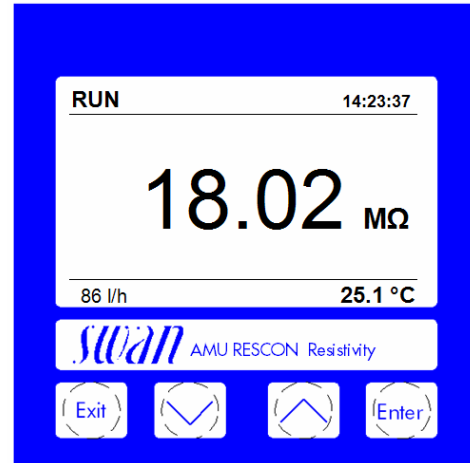 RUN 14:23:37
18.02 MΩ
86 l/h 25.1 °C
swan AMU RESCON Resistivity
Exit Enter